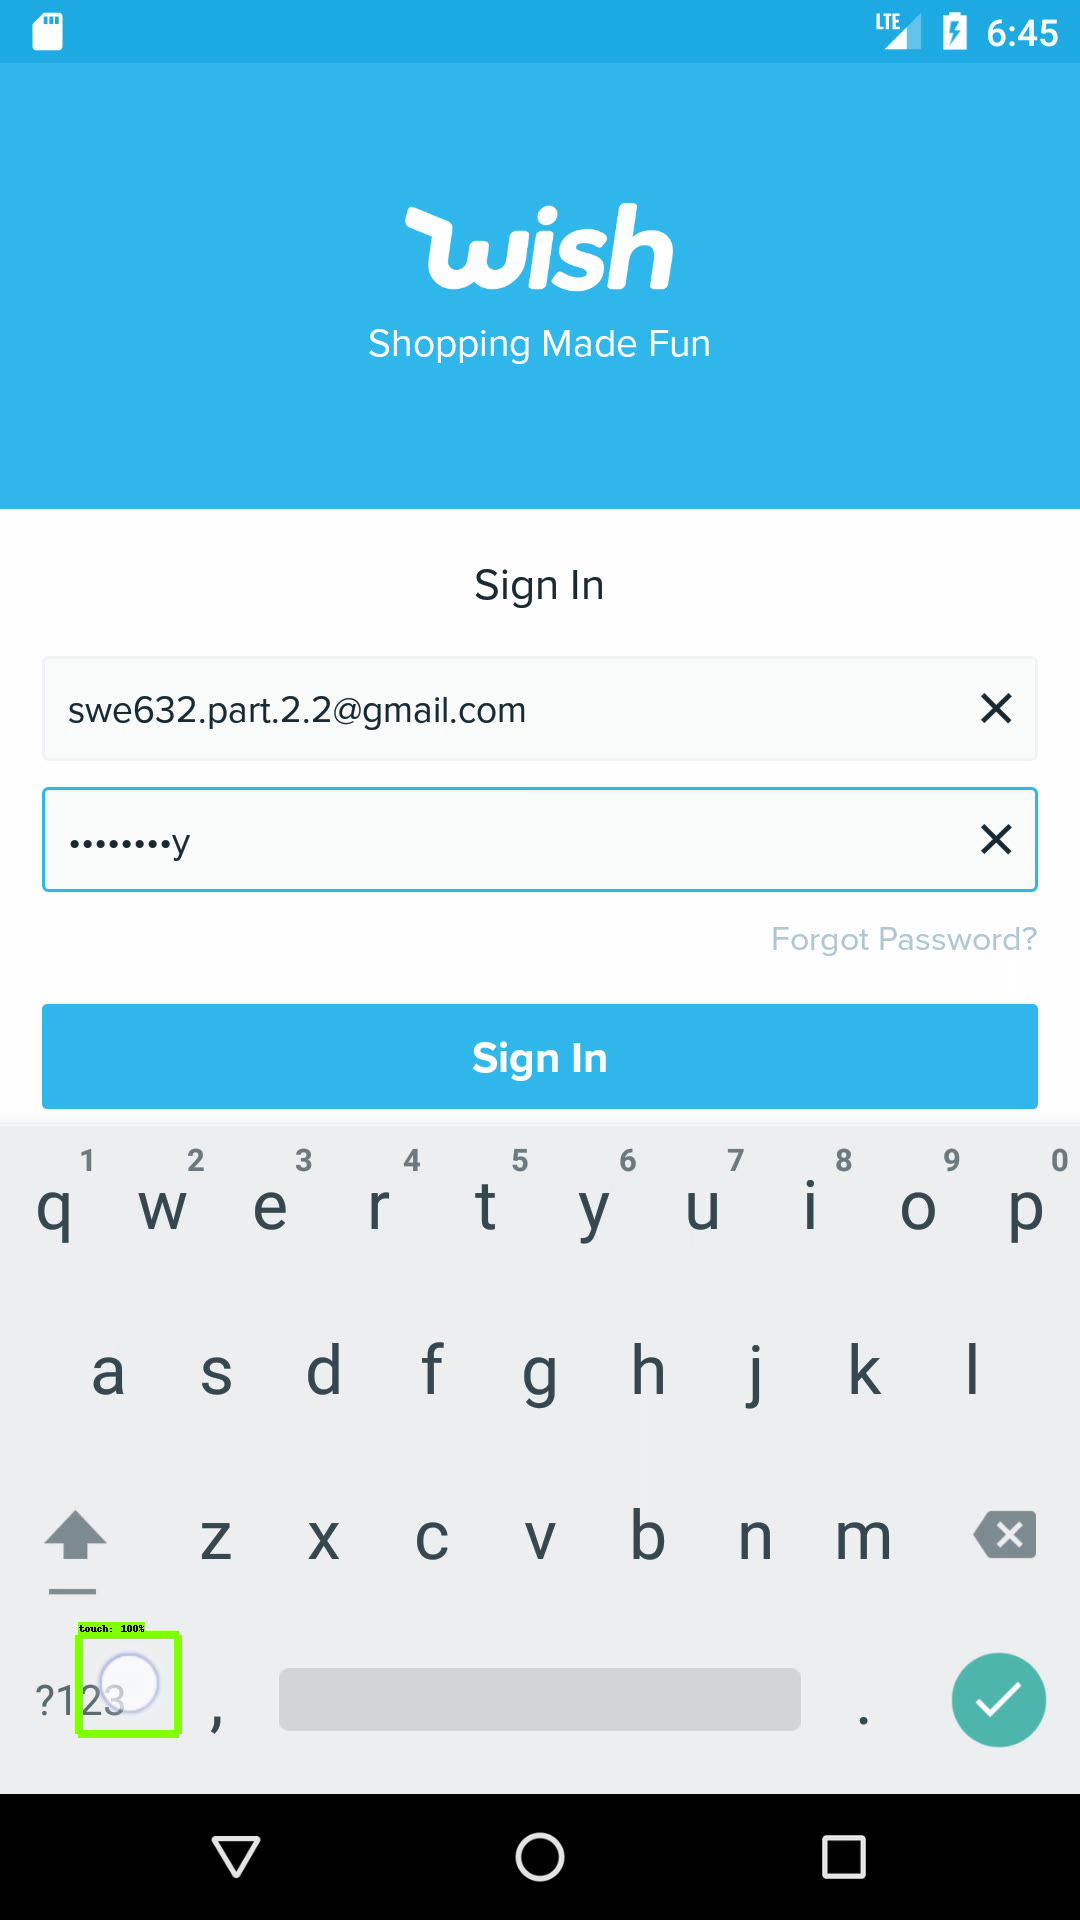 LTE 6:45
wish
Shopping Made Fun
Sign In
swe632.part.2.2@gmail.com
••••••••y
Forgot Password?
Sign In
1 2 3 4 5 6 7 8 9 0
q w e r t y u i o p
a s d f g h j k l
z x c v b n m
touch: 100%
?123 , .